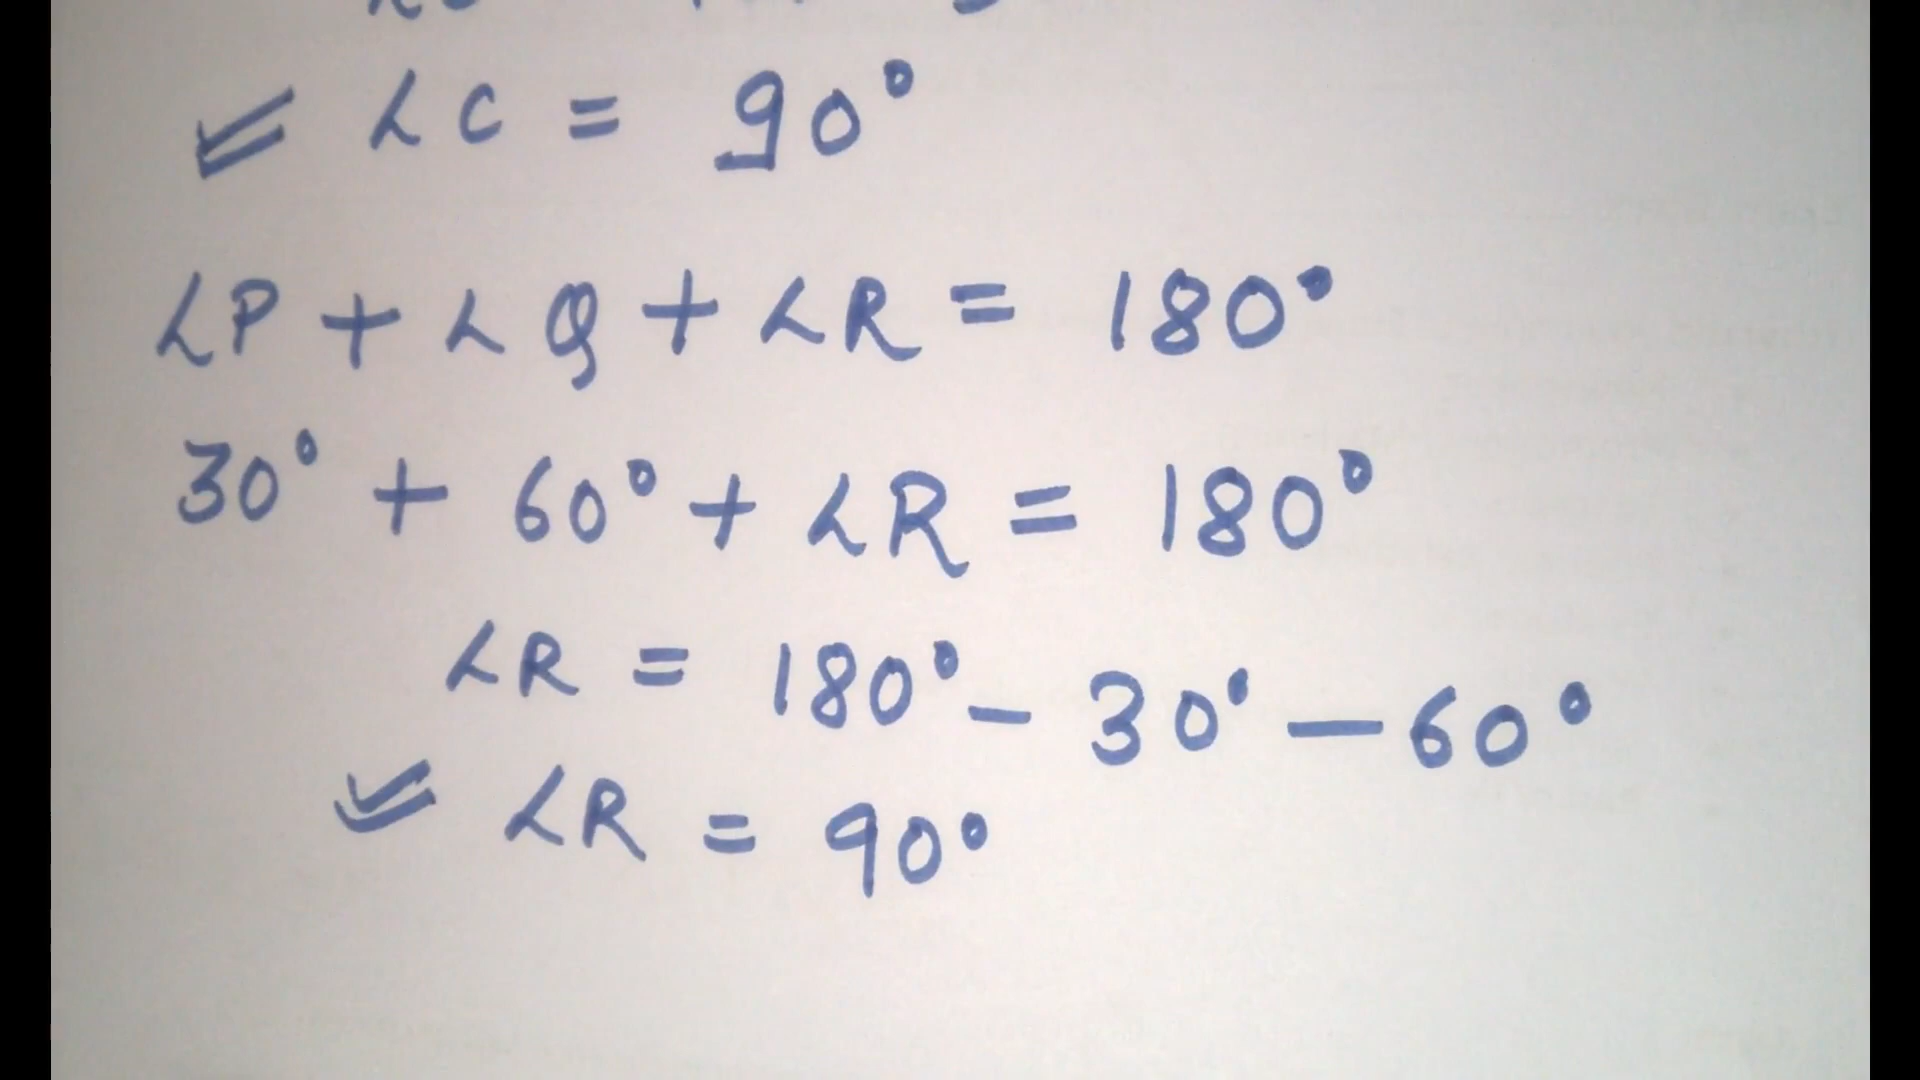 ✓ ∠C = 90°
∠P + ∠Q + ∠R = 180°
30° + 60° + ∠R = 180°
∠R = 180° - 30° - 60°
✓ ∠R = 90°